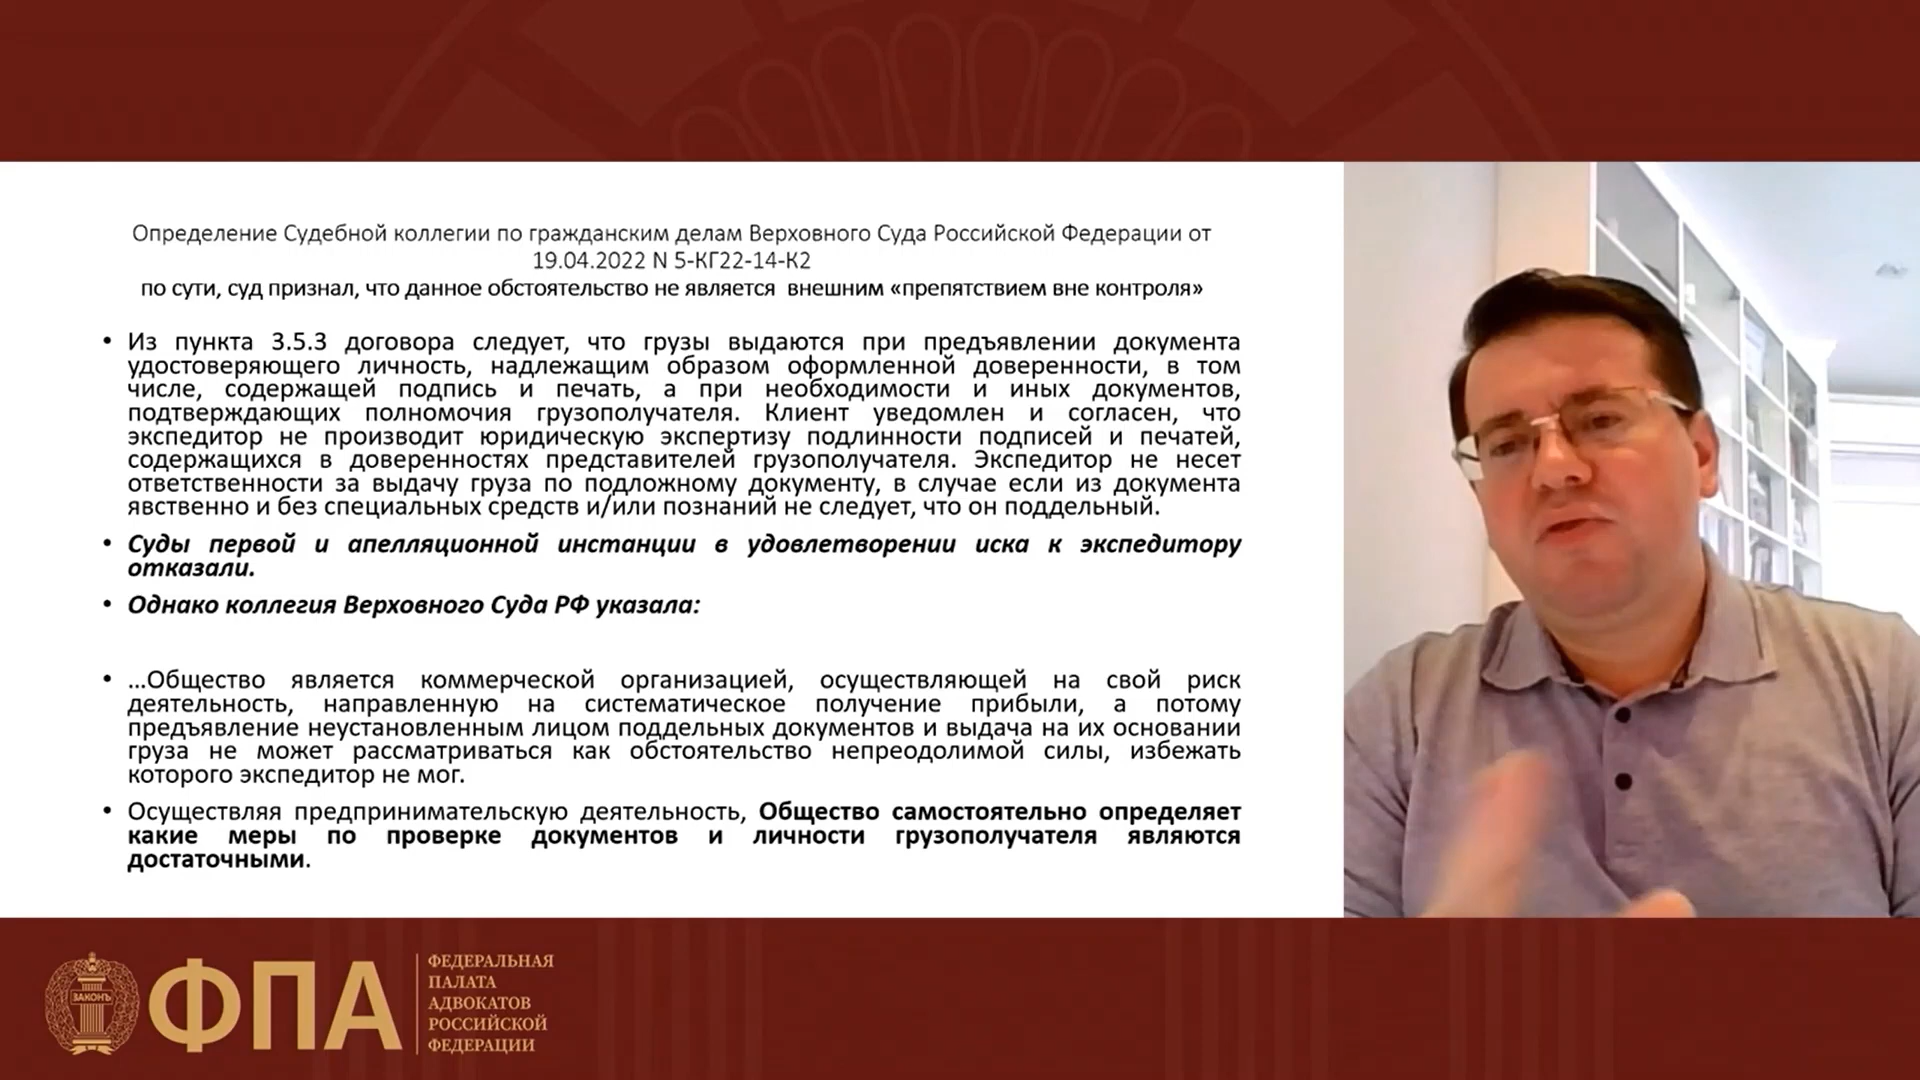 Определение Судебной коллегии по гражданским делам Верховного Суда Российской Федерации от
19.04.2022 N 5-КГ22-14-К2
по сути, суд признал, что данное обстоятельство не является внешним «препятствием вне контроля»
• Из пункта 3.5.3 договора следует, что грузы выдаются при предъявлении документа
удостоверяющего личность, надлежащим образом оформленной доверенности, в том
числе, содержащей подпись и печать, а при необходимости и иных документов,
подтверждающих полномочия грузополучателя. Клиент уведомлен и согласен, что
экспедитор не производит юридическую экспертизу подлинности подписей и печатей,
содержащихся в доверенностях представителей грузополучателя. Экспедитор не несет
ответственности за выдачу груза по подложному документу, в случае если из документа
явственно и без специальных средств и/или познаний не следует, что он поддельный.
• Суды первой и апелляционной инстанции в удовлетворении иска к экспедитору
отказали.
• Однако коллегия Верховного Суда РФ указала:
• …Общество является коммерческой организацией, осуществляющей на свой риск
деятельность, направленную на систематическое получение прибыли, а потому
предъявление неустановленным лицом поддельных документов и выдача на их основании
груза не может рассматриваться как обстоятельство непреодолимой силы, избежать
которого экспедитор не мог.
• Осуществляя предпринимательскую деятельность, Общество самостоятельно определяет
какие меры по проверке документов и личности грузополучателя являются
достаточными.
ЗАКОНЪ
ФПА
ФЕДЕРАЛЬНАЯ
ПАЛАТА
АДВОКАТОВ
РОССИЙСКОЙ
ФЕДЕРАЦИИ